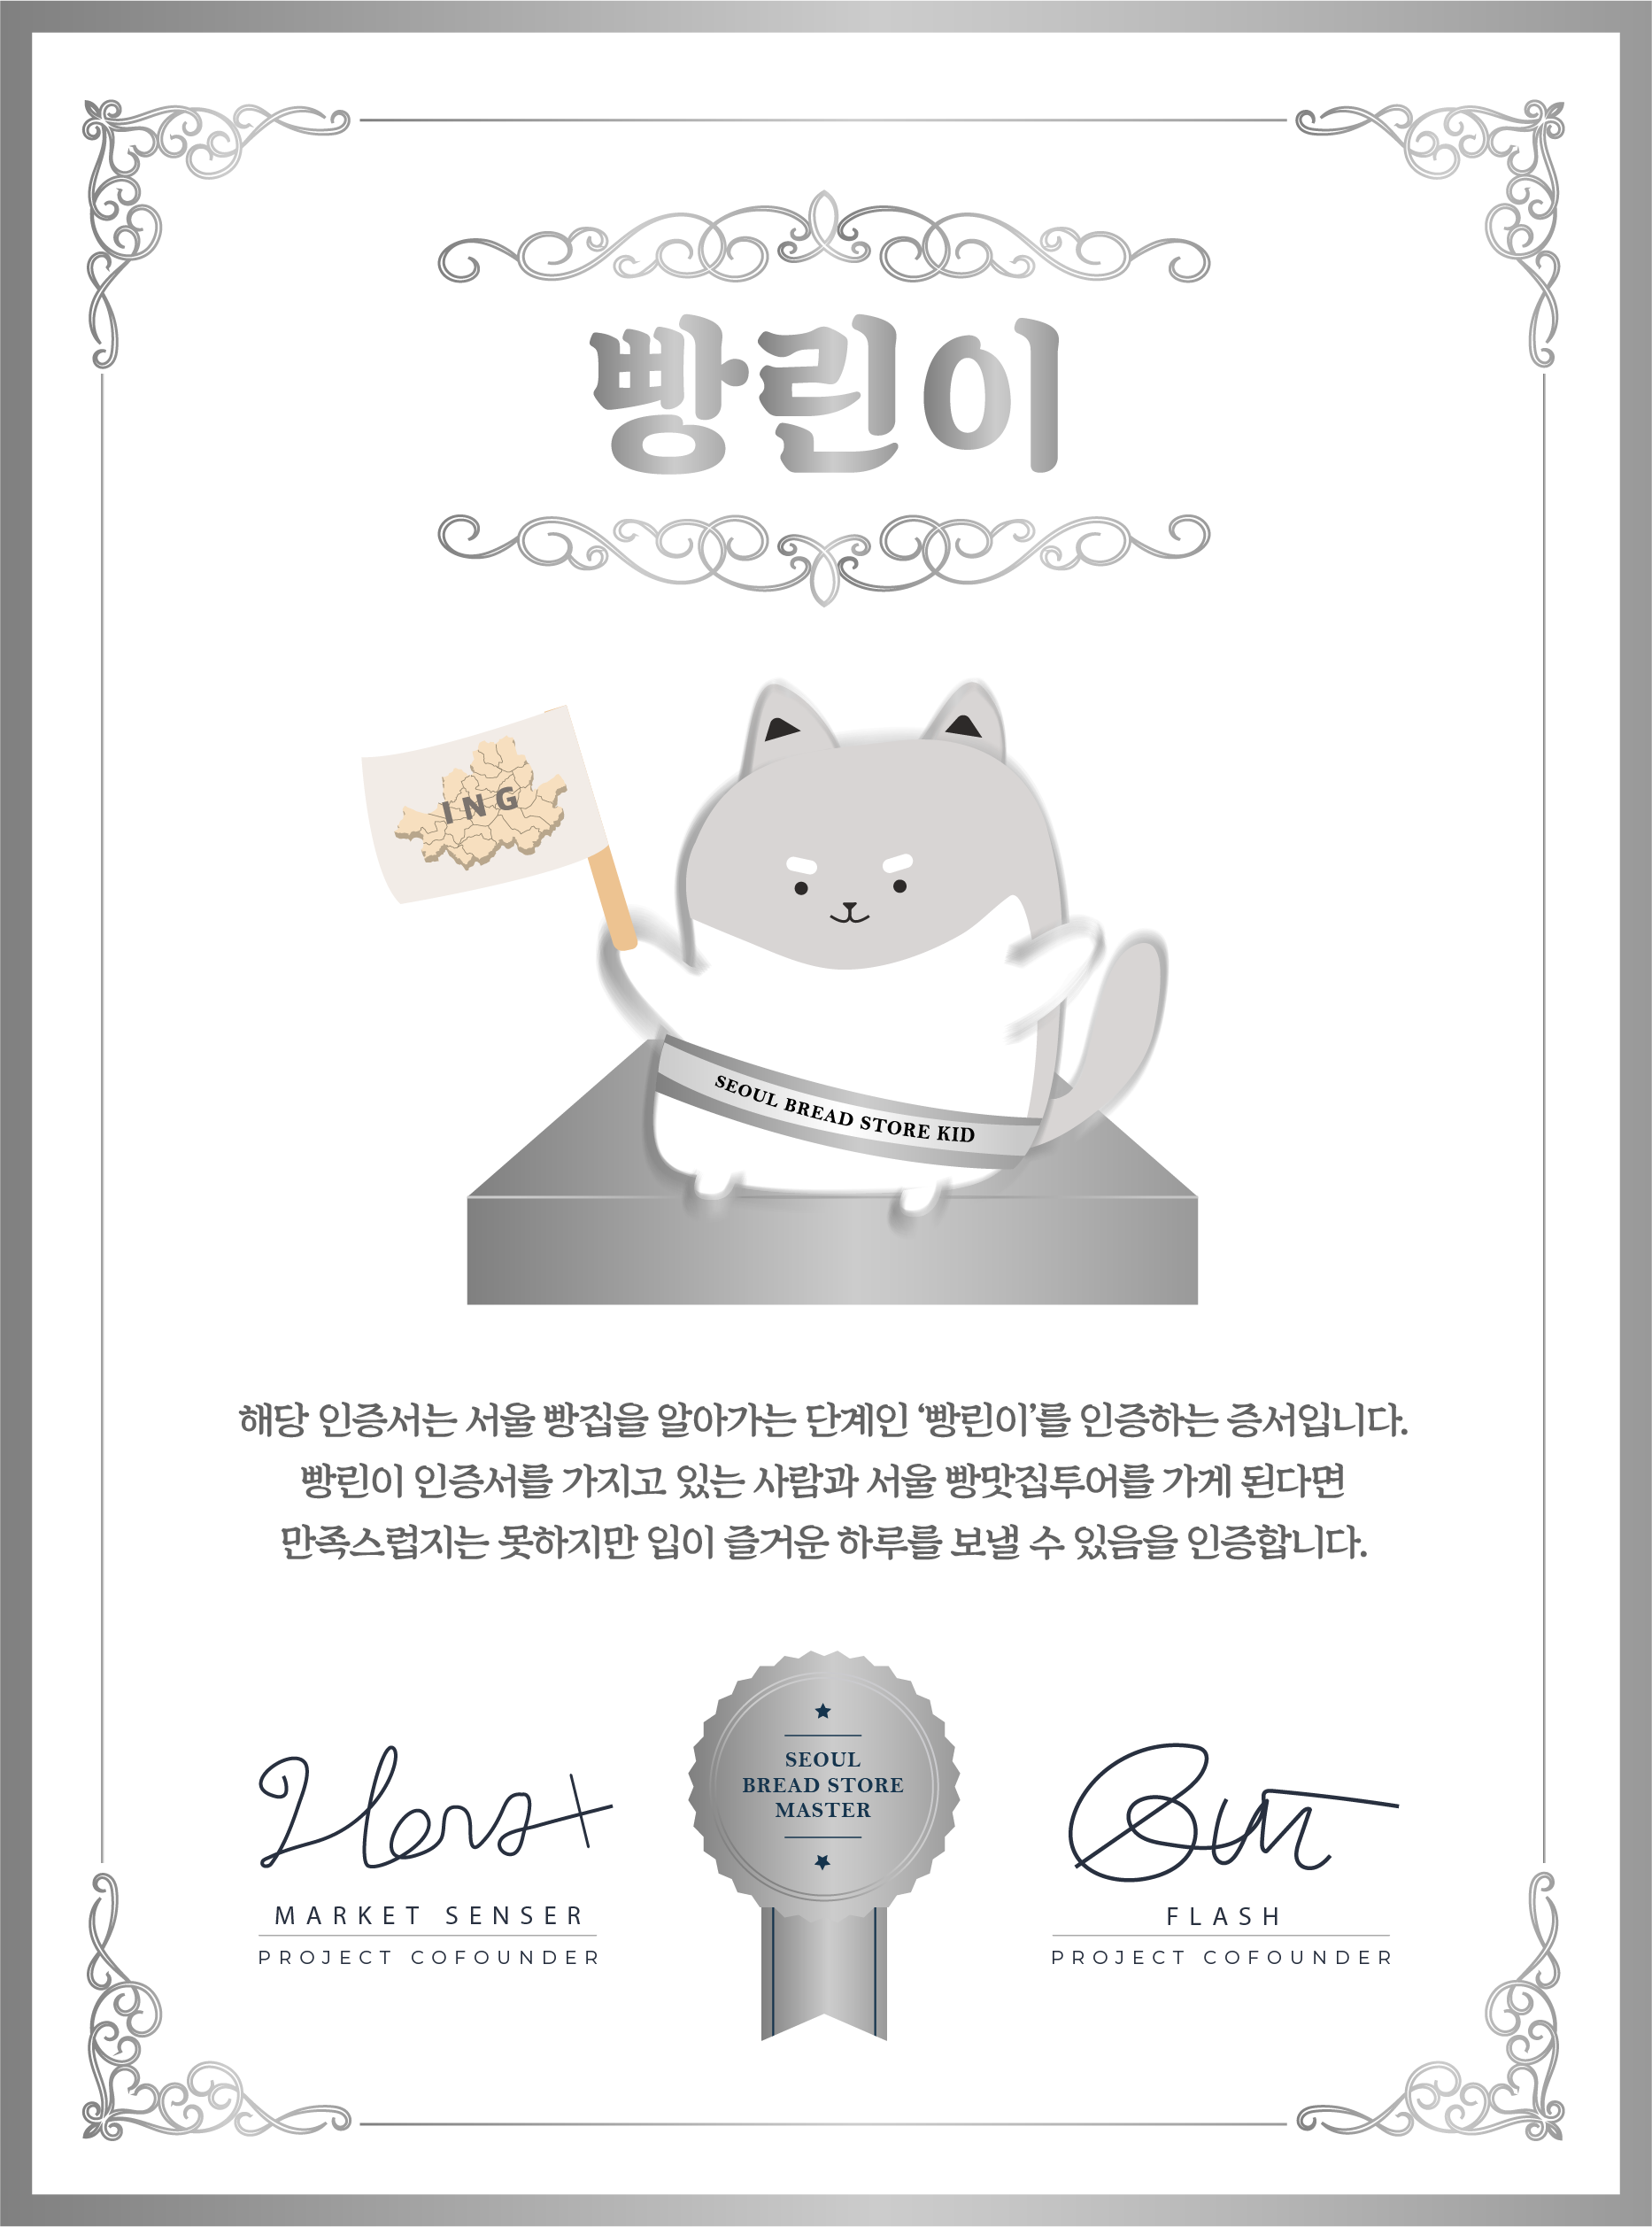 빵린이
ING
SEOUL BREAD STORE KID
해당 인증서는 서울 빵집을 알아가는 단계인 ‘빵린이’를 인증하는 증서입니다.
빵린이 인증서를 가지고 있는 사람과 서울 빵맛집투어를 가게 된다면
만족스럽지는 못하지만 입이 즐거운 하루를 보낼 수 있음을 인증합니다.
SEOUL
BREAD STORE
MASTER
MARKET SENSER
PROJECT COFOUNDER
FLASH
PROJECT COFOUNDER